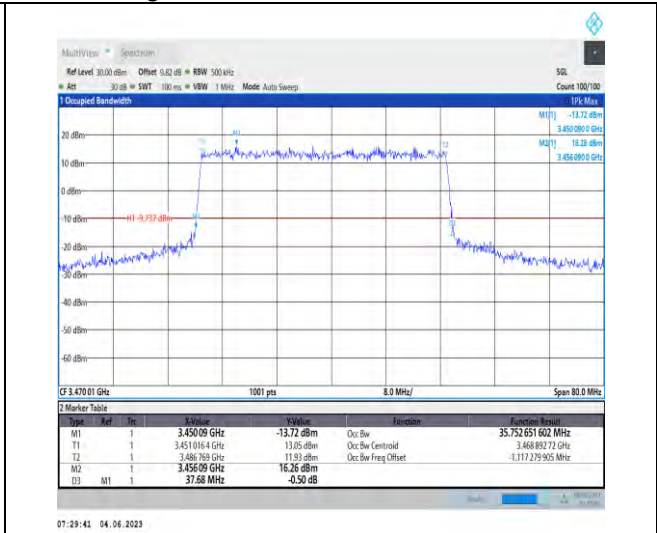 MultiView Spectrum
Ref Level 30.00 dBm Offset 9.82 dB RBW 500 kHz SGL
Att 30 dB SWT 100 ms VBW 1 MHz Mode Auto Sweep Count 100/100
1 Occupied Bandwidth 1Pk Max
M1[1] -13.72 dBm
3.450 090 0 GHz
M2[1] 16.26 dBm
3.456 090 0 GHz
20 dBm
10 dBm
0 dBm
-10 dBm H1 -9.737 dBm
-20 dBm
-30 dBm
-40 dBm
-50 dBm
-60 dBm
M2
T2
CF 3.470 01 GHz 1001 pts 8.0 MHz/ Span 80.0 MHz
2 Marker Table
Type Ref Trc X-Value Y-Value Function Function Result
M1 1 3.450 09 GHz -13.72 dBm Occ Bw 35.752 651 602 MHz
T1 1 3.451 016 4 GHz 13.05 dBm Occ Bw Centroid 3.468 892 72 GHz
T2 1 3.486 769 GHz 11.93 dBm Occ Bw Freq Offset -1.117 279 905 MHz
M2 1 3.456 09 GHz 16.26 dBm
D3 M1 1 37.68 MHz -0.50 dB
07:29:41 04.06.2023